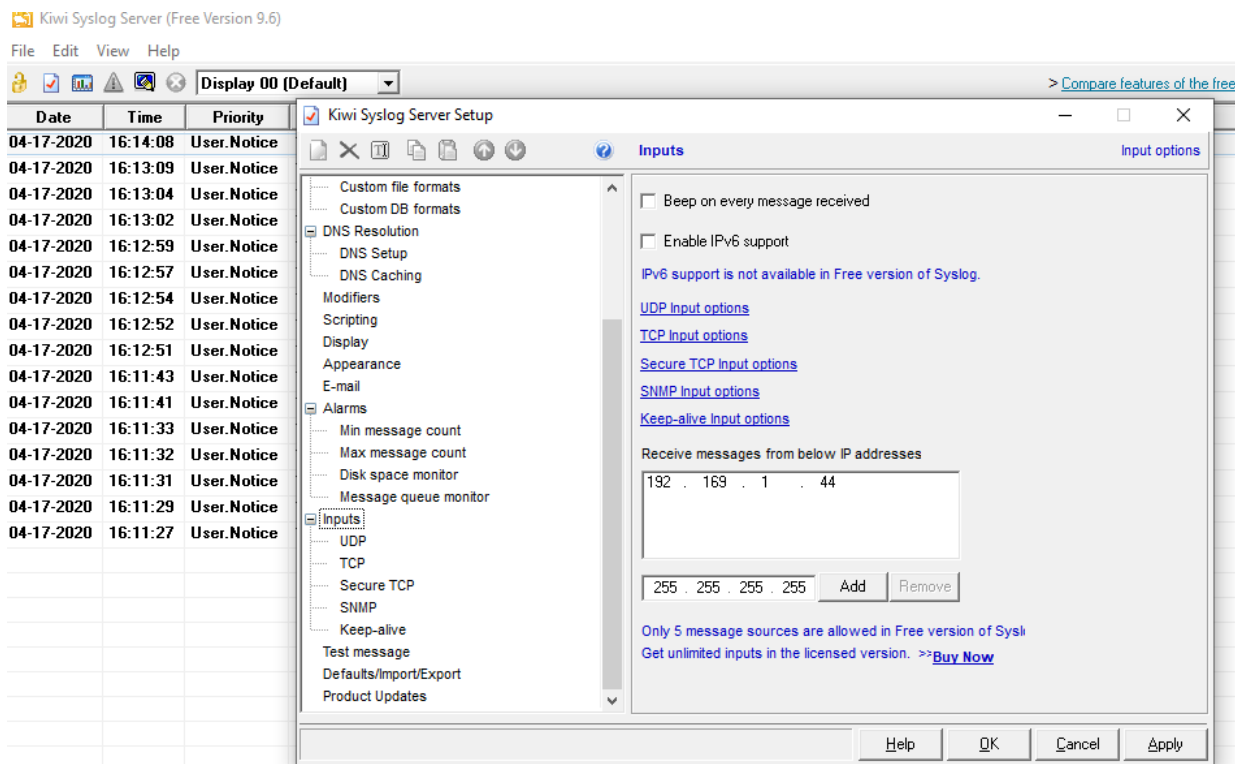 Kiwi Syslog Server (Free Version 9.6)
File Edit View Help
Display 00 (Default)
> Compare features of the free
Date Time Priority
04-17-2020 16:14:08 User.Notice
04-17-2020 16:13:09 User.Notice
04-17-2020 16:13:04 User.Notice
04-17-2020 16:13:02 User.Notice
04-17-2020 16:12:59 User.Notice
04-17-2020 16:12:57 User.Notice
04-17-2020 16:12:54 User.Notice
04-17-2020 16:12:52 User.Notice
04-17-2020 16:12:51 User.Notice
04-17-2020 16:11:43 User.Notice
04-17-2020 16:11:41 User.Notice
04-17-2020 16:11:33 User.Notice
04-17-2020 16:11:32 User.Notice
04-17-2020 16:11:31 User.Notice
04-17-2020 16:11:29 User.Notice
04-17-2020 16:11:27 User.Notice
Kiwi Syslog Server Setup
Inputs
Input options
Custom file formats
Custom DB formats
DNS Resolution
DNS Setup
DNS Caching
Modifiers
Scripting
Display
Appearance
E-mail
Alarms
Min message count
Max message count
Disk space monitor
Message queue monitor
Inputs
UDP
TCP
Secure TCP
SNMP
Keep-alive
Test message
Defaults/Import/Export
Product Updates
Beep on every message received
Enable IPv6 support
IPv6 support is not available in Free version of Syslog.
UDP Input options
TCP Input options
Secure TCP Input options
SNMP Input options
Keep-alive Input options
Receive messages from below IP addresses
192 . 169 . 1 . 44
255 . 255 . 255 . 255 Add Remove
Only 5 message sources are allowed in Free version of Sysl
Get unlimited inputs in the licensed version. >>Buy Now
Help OK Cancel Apply